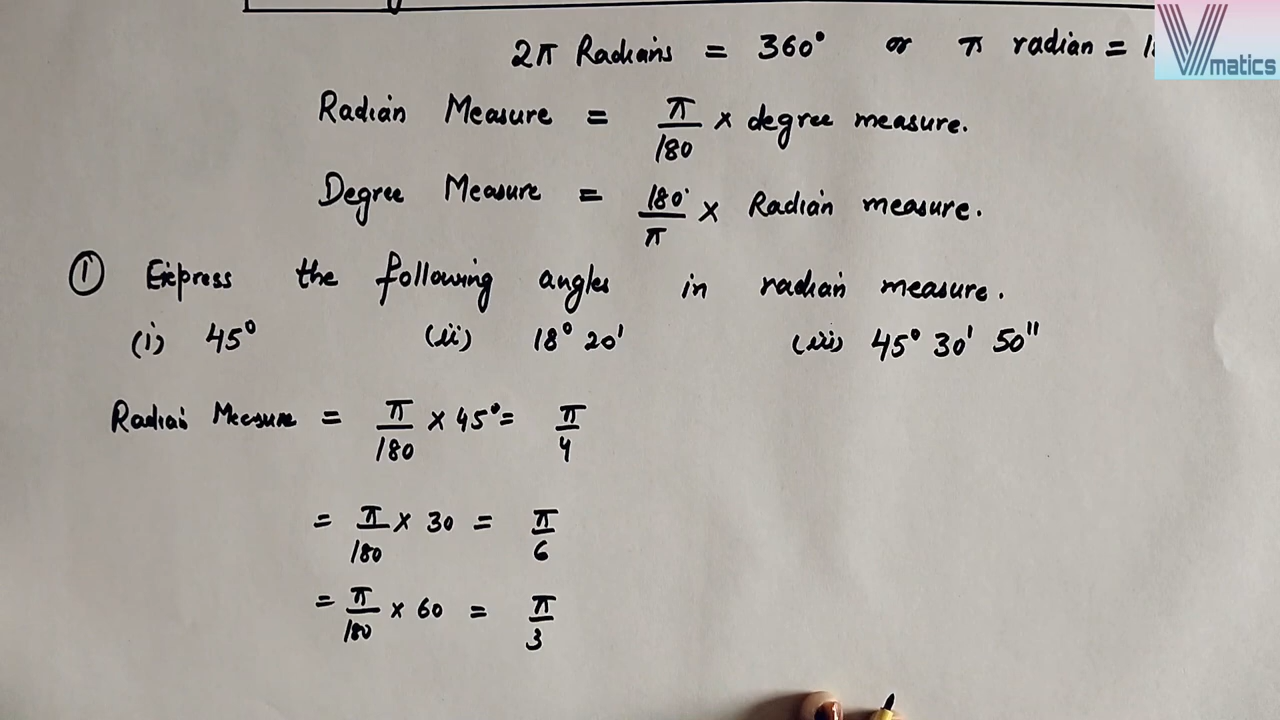 2π Radians = 360° or π radian = 1
Vmatics
Radian Measure = π/180 × degree measure.
Degree Measure = 180°/π × Radian measure.
① Express the following angles in radian measure.
(i) 45° (ii) 18° 20' (iii) 45° 30' 50"
Radian Measure = π/180 × 45° = π/4
= π/180 × 30 = π/6
= π/180 × 60 = π/3